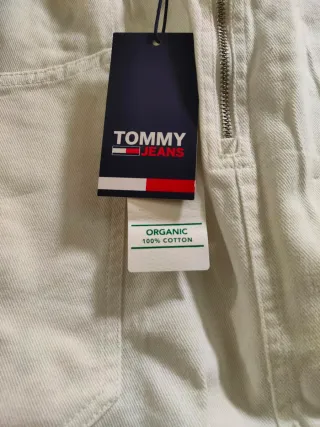 TOMMY
JEANS
ORGANIC
100% COTTON